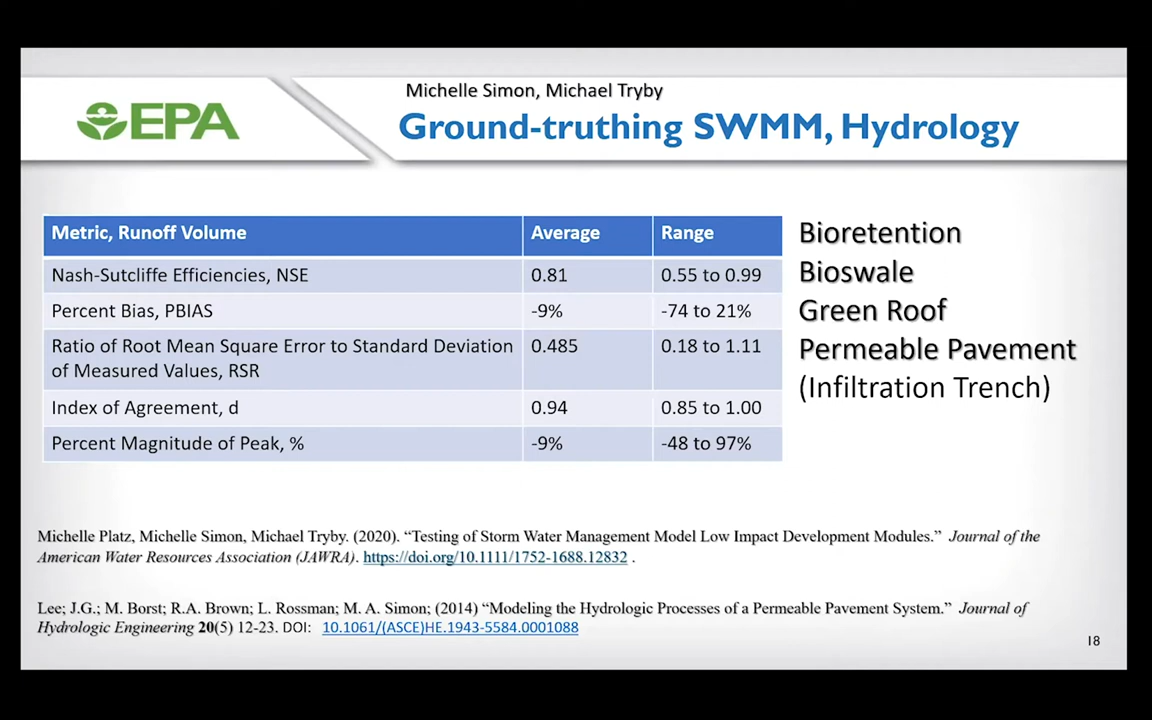 Michelle Simon, Michael Tryby
EPA
Ground-truthing SWMM, Hydrology
Metric, Runoff Volume Average Range
Nash-Sutcliffe Efficiencies, NSE 0.81 0.55 to 0.99
Percent Bias, PBIAS -9% -74 to 21%
Ratio of Root Mean Square Error to Standard Deviation 0.485 0.18 to 1.11
of Measured Values, RSR
Index of Agreement, d 0.94 0.85 to 1.00
Percent Magnitude of Peak, % -9% -48 to 97%
Bioretention
Bioswale
Green Roof
Permeable Pavement
(Infiltration Trench)
Michelle Platz, Michelle Simon, Michael Tryby. (2020). “Testing of Storm Water Management Model Low Impact Development Modules.” Journal of the
American Water Resources Association (JAWRA). https://doi.org/10.1111/1752-1688.12832 .
Lee; J.G.; M. Borst; R.A. Brown; L. Rossman; M. A. Simon; (2014) “Modeling the Hydrologic Processes of a Permeable Pavement System.” Journal of
Hydrologic Engineering 20(5) 12-23. DOI: 10.1061/(ASCE)HE.1943-5584.0001088
18